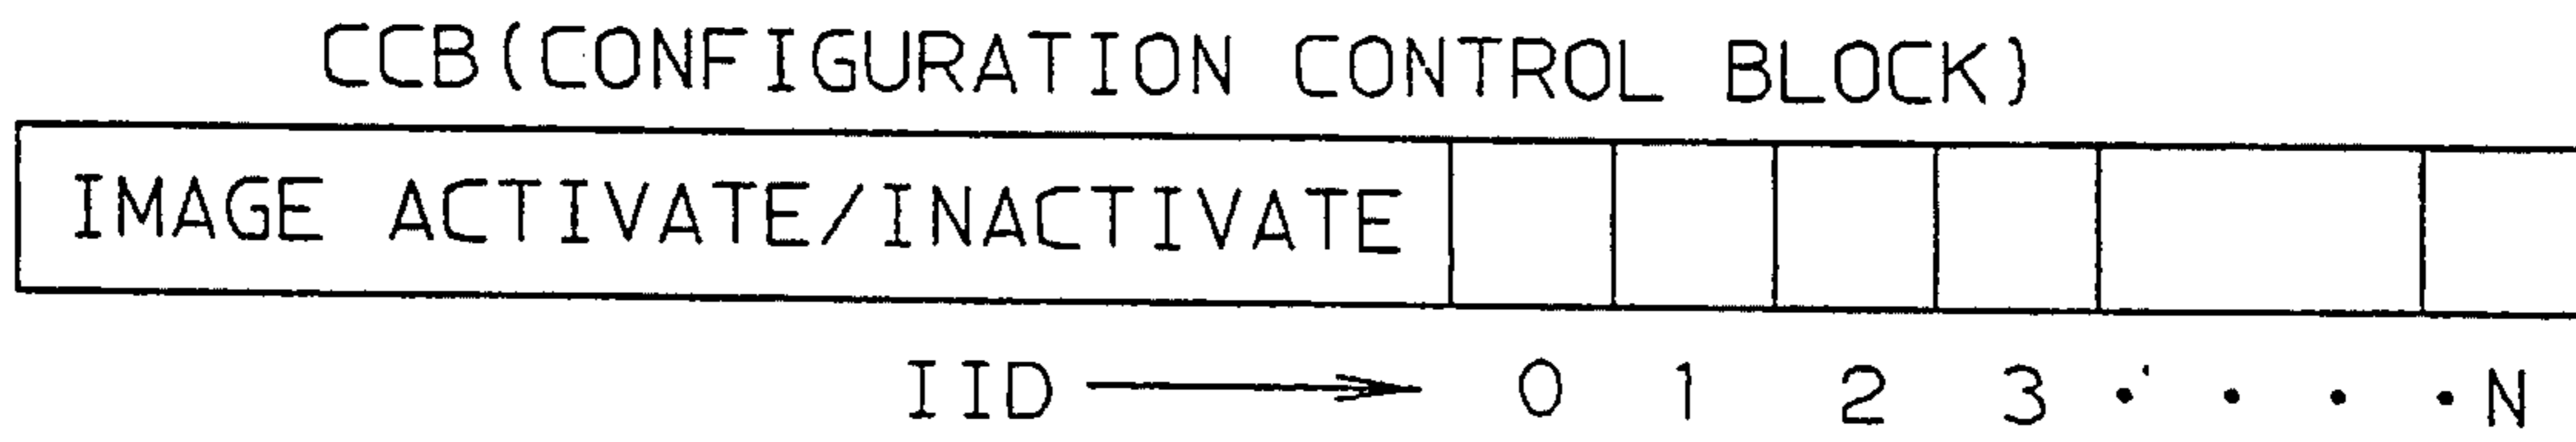 CCB(CONFIGURATION CONTROL BLOCK)
IMAGE ACTIVATE/INACTIVATE
IID 0 1 2 3 . . . . N